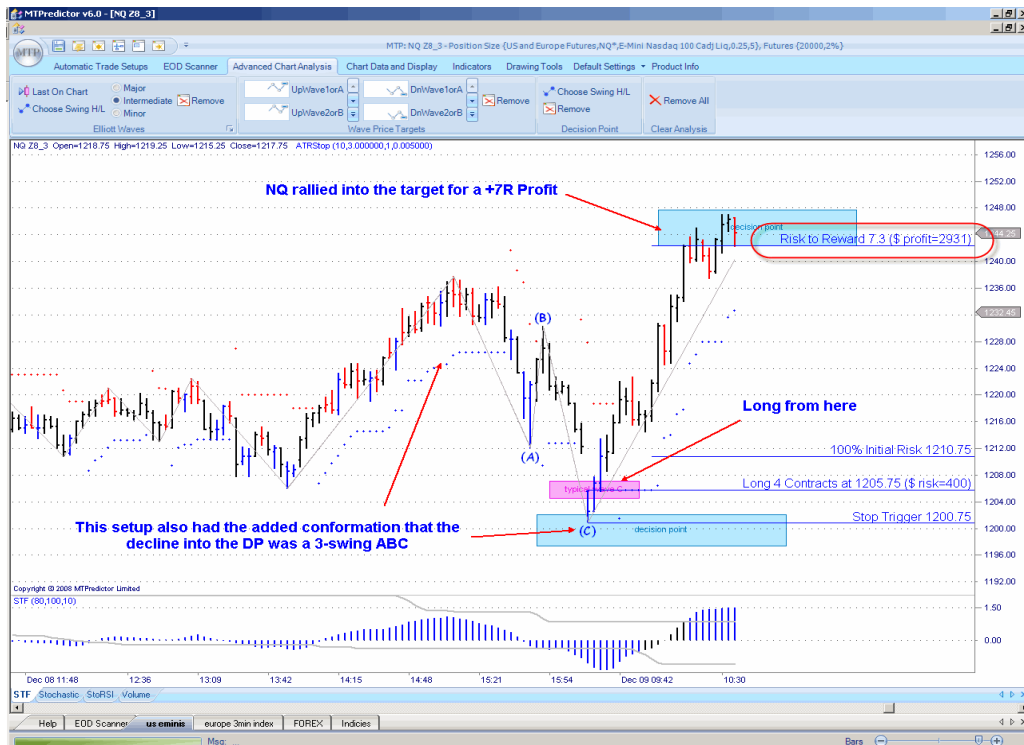 MTPredictor v6.0 - [NQ Z8_3]
MTP: NQ Z8_3 - Position Size {US and Europe Futures,NQ*,E-Mini Nasdaq 100 Cadj Liq,0.25,5}, Futures {20000,2%}
MTP
Automatic Trade Setups EOD Scanner Advanced Chart Analysis Chart Data and Display Indicators Drawing Tools Default Settings Product Info
Last On Chart Major UpWave1orA DnWave1orA Choose Swing H/L
Choose Swing H/L Intermediate Remove Remove Remove Remove All
Minor UpWave2orB DnWave2orB
Elliott Waves Wave Price Targets Decision Point Clear Analysis
NQ Z8_3 Open=1218.75 High=1219.25 Low=1215.25 Close=1217.75 ATRStop (10,3.000000,1,0.005000)
1256.00
1252.00
NQ rallied into the target for a +7R Profit
1248.00
decision point
Risk to Reward 7.3 ($ profit=2931)
44.25
1240.00
1236.00
1232.45
(B)
1228.00
1224.00
1220.00
Long from here
1216.00
(A)
100% Initial Risk 1210.75
1212.00
1208.00
typical wave C
Long 4 Contracts at 1205.75 ($ risk=400)
1204.00
Stop Trigger 1200.75
This setup also had the added conformation that the
decline into the DP was a 3-swing ABC
(C)
decision point
1200.00
1196.00
1192.00
Copyright © 2008 MTPredictor Limited
STF (80,100,10)
1.50
0.00
Dec 08 11:48 12:36 13:09 13:42 14:15 14:48 15:21 15:54 Dec 09 09:42 10:30
STF Stochastic StoRSI Volume
Help EOD Scanner us eminis europe 3min index FOREX Indicies
Msg: Bars